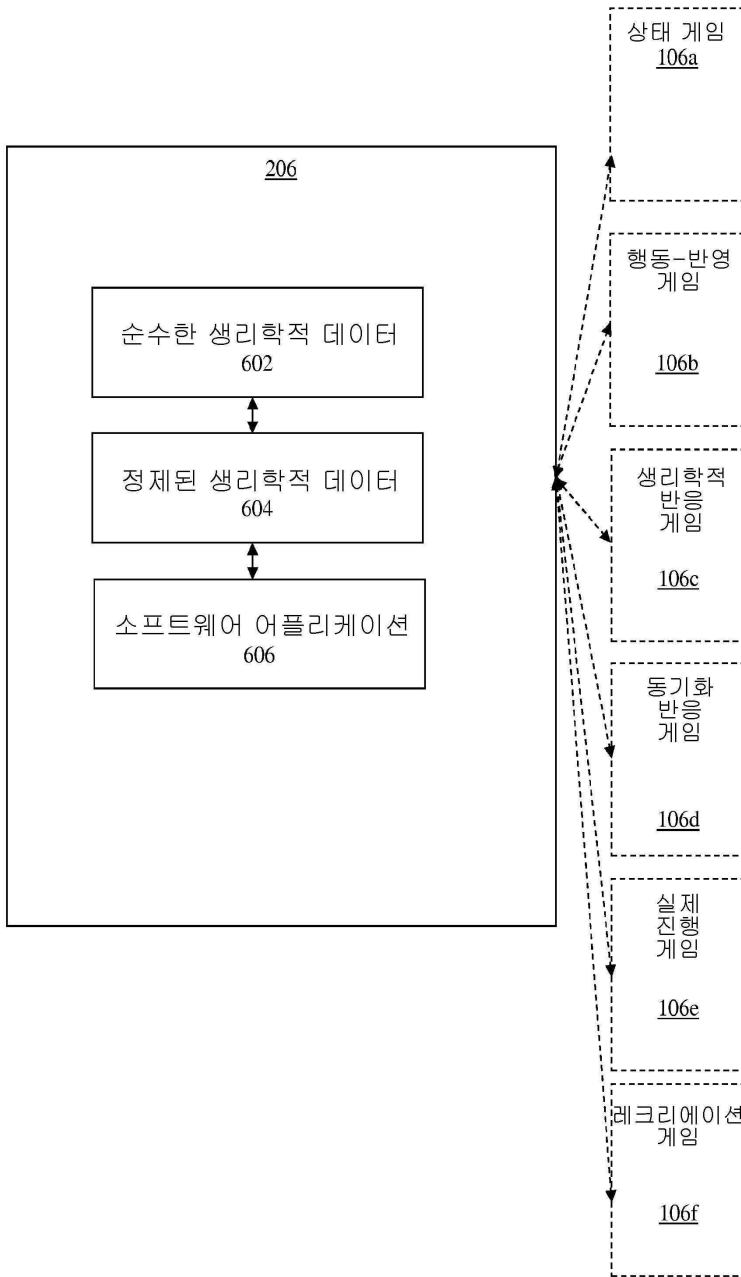 206
순수한 생리학적 데이터
602
정제된 생리학적 데이터
604
소프트웨어 어플리케이션
606
상태 게임
106a
행동-반영
게임
106b
생리학적
반응
게임
106c
동기화
반응
게임
106d
실제
진행
게임
106e
레크리에이션
게임
106f